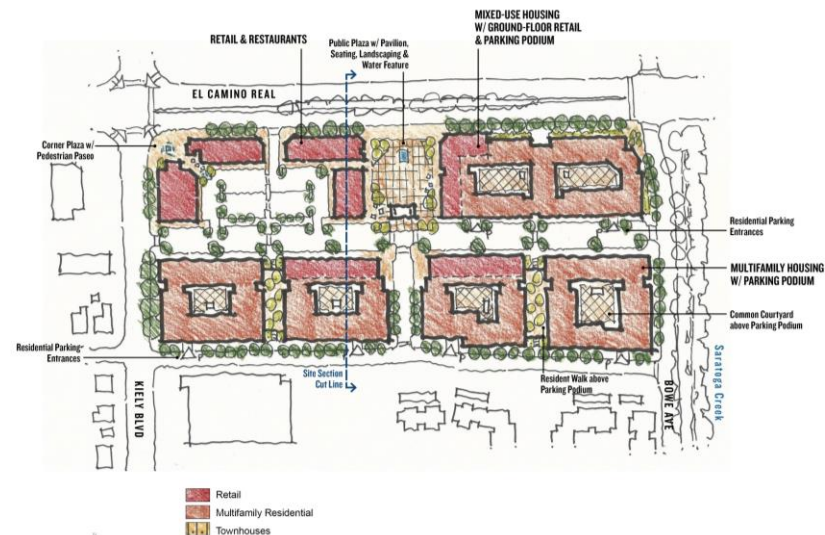 MIXED-USE HOUSING
W/ GROUND-FLOOR RETAIL
& PARKING PODIUM
RETAIL & RESTAURANTS
Public Plaza w/ Pavilion,
Seating, Landscaping &
Water Feature
EL CAMINO REAL
Corner Plaza w/
Pedestrian Paseo
Residential Parking
Entrances
MULTIFAMILY HOUSING
W/ PARKING PODIUM
Common Courtyard
above Parking Podium
Residential Parking
Entrances
Site Section
Cut Line
Resident Walk above
Parking Podium
KIELY BLVD
BOWE AVE
Saratoga Creek
Retail
Multifamily Residential
Townhouses